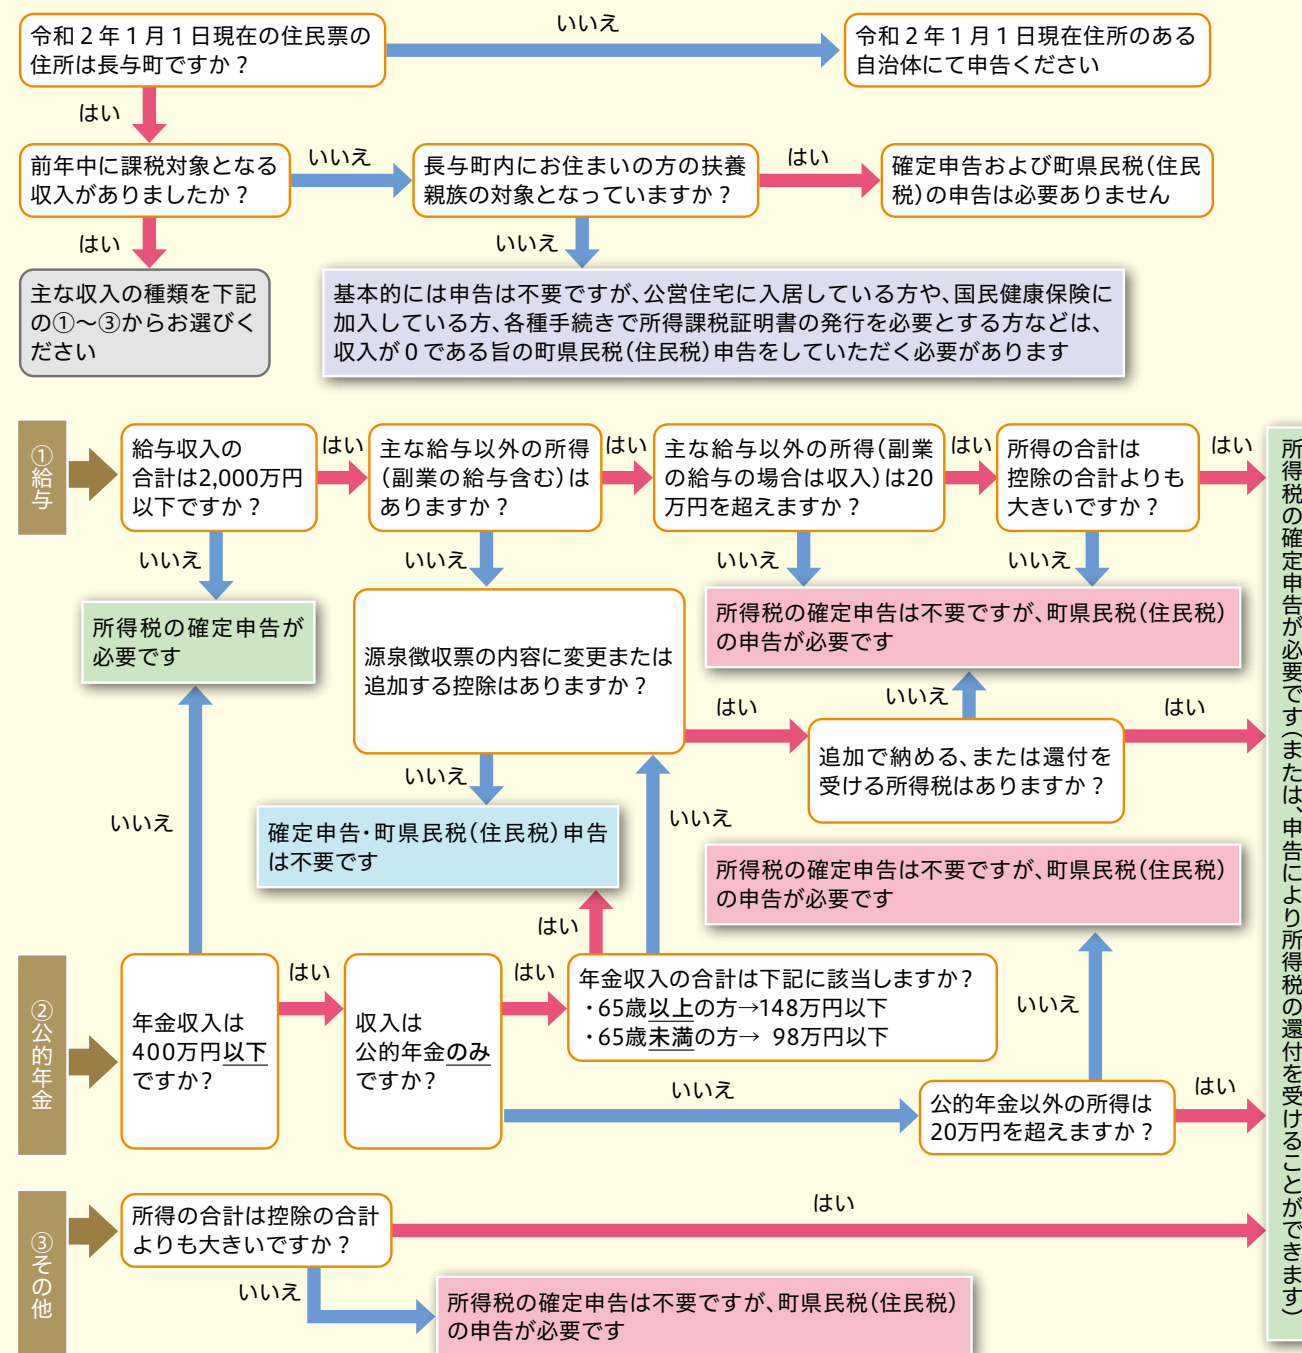 令和２年１月１日現在の住民票の
住所は長与町ですか？
いいえ
令和２年１月１日現在住所のある
自治体にて申告ください
はい
前年中に課税対象となる
収入がありましたか？
いいえ
長与町内にお住まいの方の扶養
親族の対象となっていますか？
はい
確定申告および町県民税（住民
税）の申告は必要ありません
はい
いいえ
主な収入の種類を下記
の①～③からお選びく
ださい
基本的には申告は不要ですが、公営住宅に入居している方や、国民健康保険に
加入している方、各種手続きで所得課税証明書の発行を必要とする方などは、
収入が０である旨の町県民税（住民税）申告をしていただく必要があります
①給与
給与収入の
合計は2,000万円
以下ですか？
はい
主な給与以外の所得
（副業の給与含む）は
ありますか？
はい
主な給与以外の所得（副業
の給与の場合は収入）は20
万円を超えますか？
はい
所得の合計は
控除の合計よりも
大きいですか？
はい
所得税の確定申告が必要です（または、申告により所得税の還付を受けることができます）
いいえ
いいえ
いいえ
いいえ
所得税の確定申告が
必要です
源泉徴収票の内容に変更または
追加する控除はありますか？
所得税の確定申告は不要ですが、町県民税（住民税）
の申告が必要です
はい
いいえ
はい
追加で納める、または還付を
受ける所得税はありますか？
いいえ
いいえ
確定申告・町県民税（住民税）申告
は不要です
いいえ
所得税の確定申告は不要ですが、町県民税（住民税）
の申告が必要です
はい
②公的年金
年金収入は
400万円以下
ですか？
はい
収入は
公的年金のみ
ですか？
はい
年金収入の合計は下記に該当しますか？
・65歳以上の方→148万円以下
・65歳未満の方→ 98万円以下
いいえ
いいえ
公的年金以外の所得は
20万円を超えますか？
はい
③その他
所得の合計は控除の合計
よりも大きいですか？
はい
いいえ
所得税の確定申告は不要ですが、町県民税（住民税）
の申告が必要です